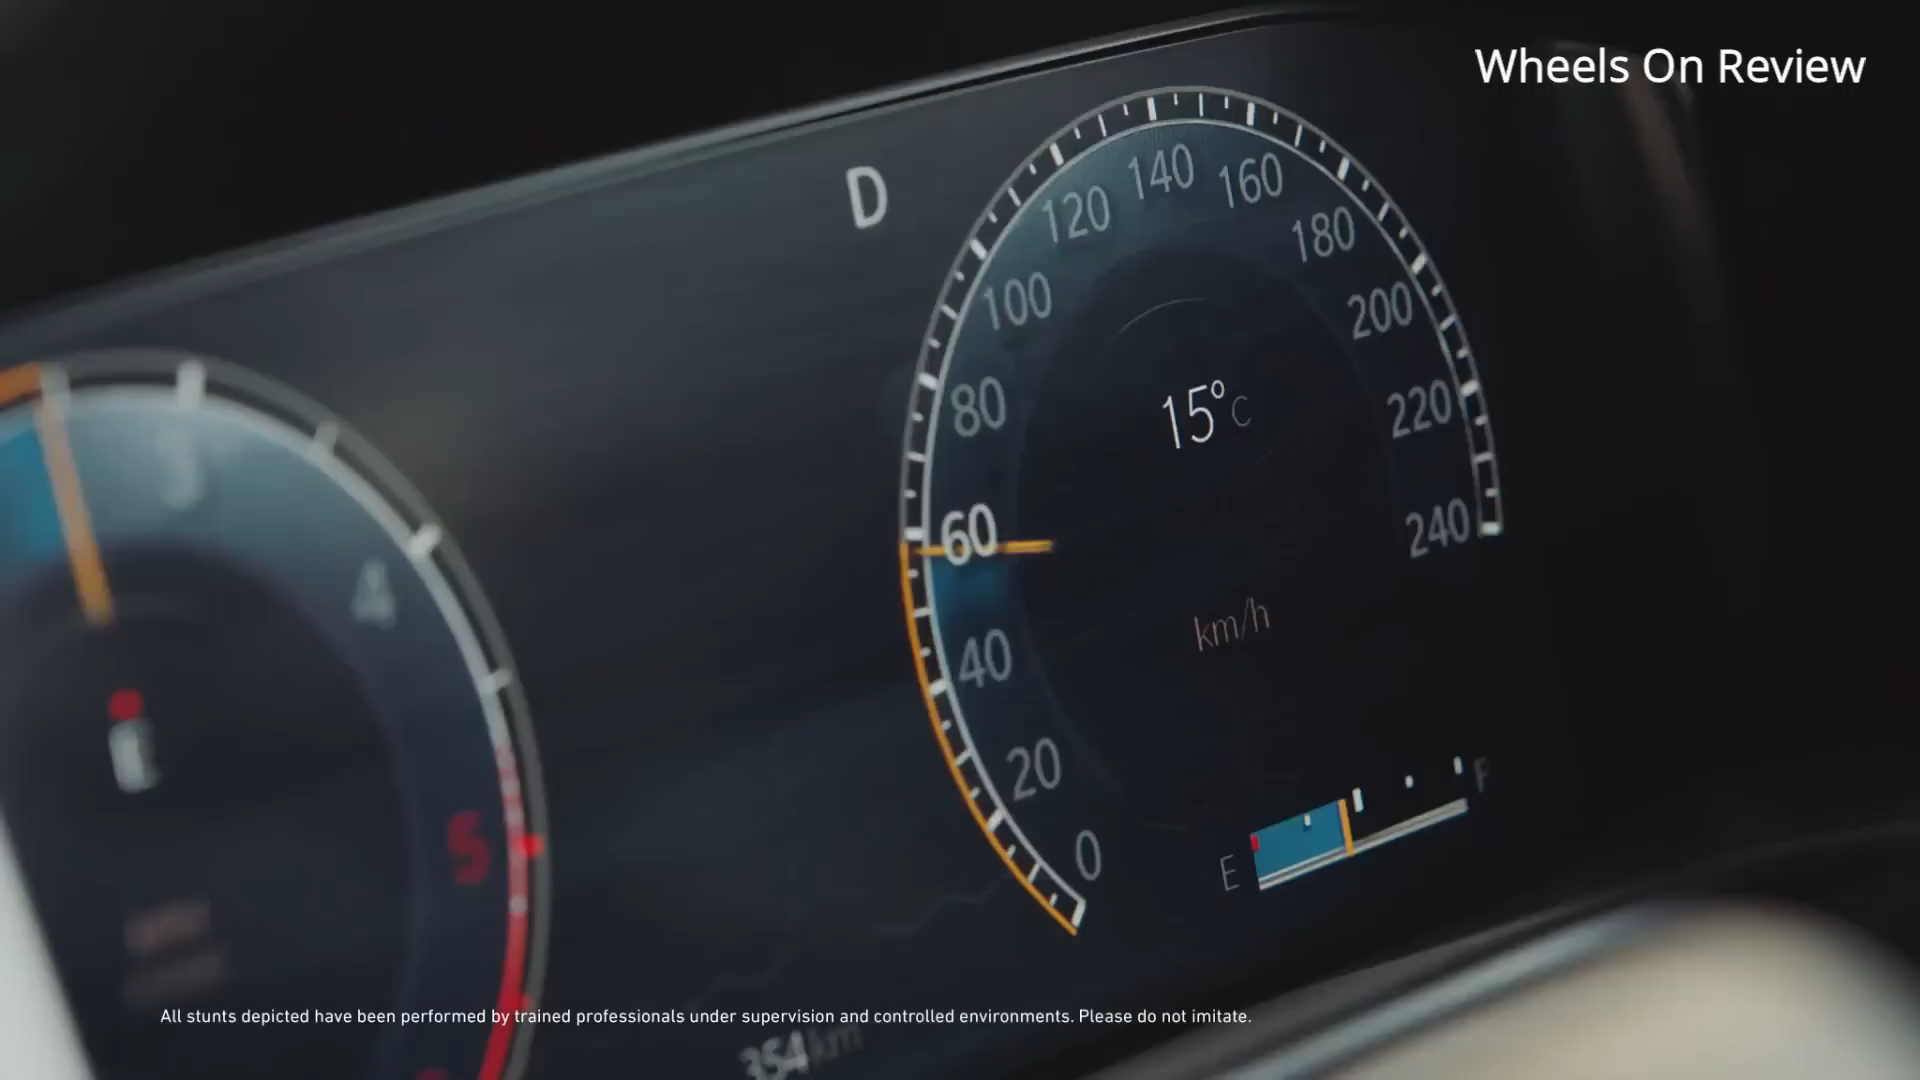 Wheels On Review
D
140
120
160
180
100
200
80
15°C
220
3
60
240
4
km/h
40
20
F
5
0
E
All stunts depicted have been performed by trained professionals under supervision and controlled environments. Please do not imitate.
354 km